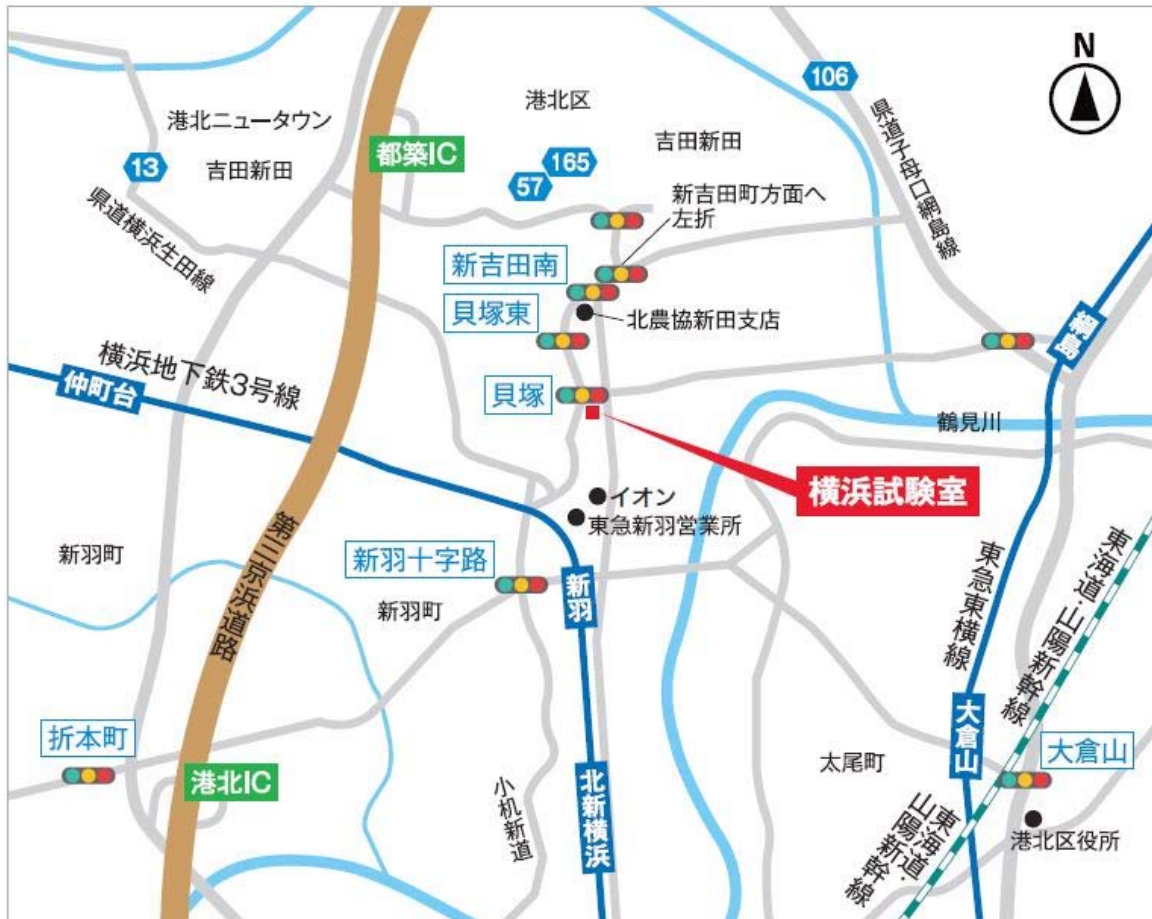 N
106
港北区
港北ニュータウン
都築IC
吉田新田
13
吉田新田
165
57
県道子母口綱島線
新吉田町方面へ
左折
県道横浜生田線
新吉田南
貝塚東
北農協新田支店
綱島
横浜地下鉄3号線
仲町台
貝塚
鶴見川
横浜試験室
イオン
東急新羽営業所
第三京浜道路
新羽町
新羽十字路
新羽町
新羽
東急東横線
東海道・山陽新幹線
折本町
港北IC
小机新道
北新横浜
太尾町
大倉山
大倉山
東海道・
山陽新幹線
港北区役所